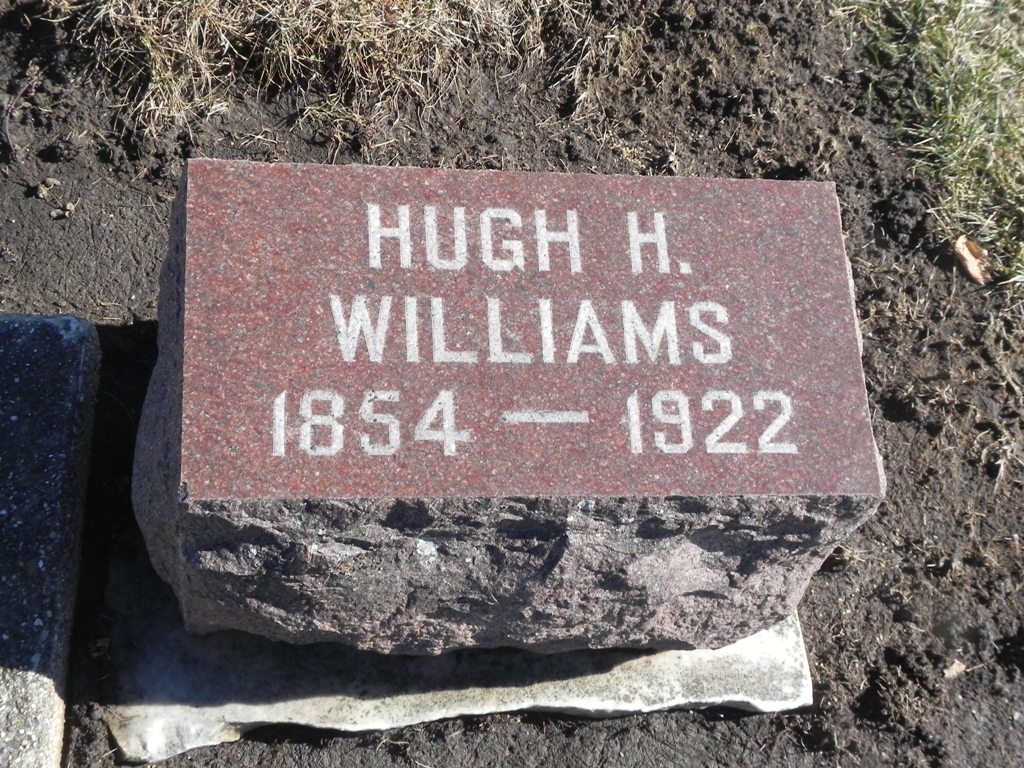 HUGH H.
WILLIAMS
1854 — 1922